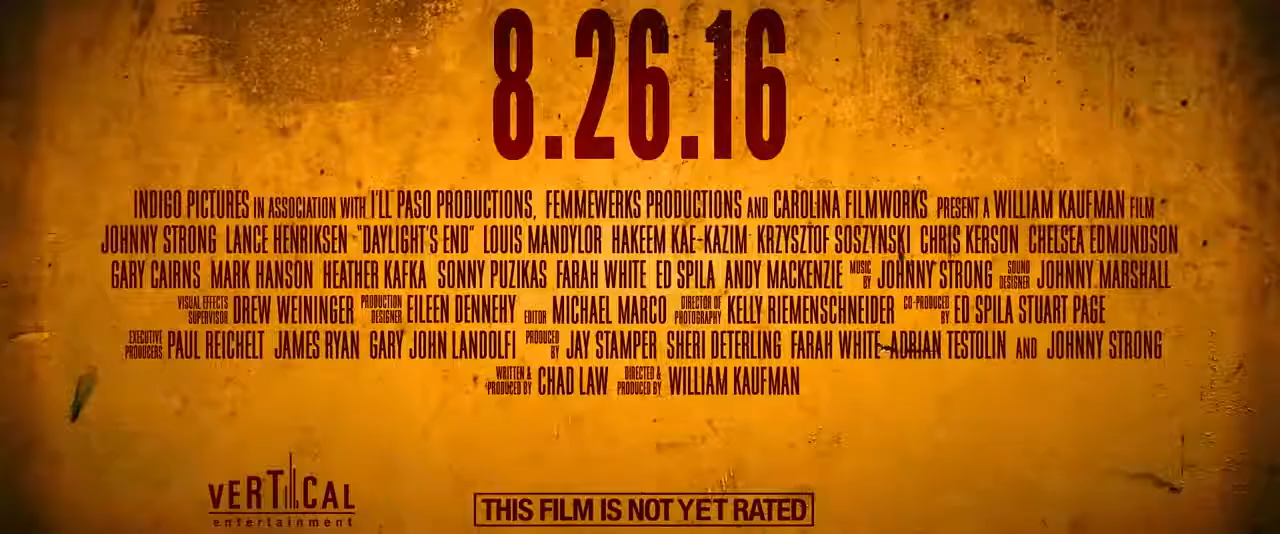 8.26.16
INDIGO PICTURES IN ASSOCIATION WITH I'LL PASO PRODUCTIONS, FEMMEWERKS PRODUCTIONS AND CAROLINA FILMWORKS PRESENT A WILLIAM KAUFMAN FILM
JOHNNY STRONG LANCE HENRIKSEN "DAYLIGHT'S END" LOUIS MANDYLOR HAKEEM KAE-KAZIM KRZYSZTOF SOSZYNSKI CHRIS KERSON CHELSEA EDMUNDSON
GARY CAIRNS MARK HANSON HEATHER KAFKA SONNY PUZIKAS FARAH WHITE ED SPILA ANDY MACKENZIE MUSIC BY JOHNNY STRONG SOUND DESIGNER JOHNNY MARSHALL
VISUAL EFFECTS SUPERVISOR DREW WEININGER PRODUCTION DESIGNER EILEEN DENNEHY EDITOR MICHAEL MARCO DIRECTOR OF PHOTOGRAPHY KELLY RIEMENSCHNEIDER CO-PRODUCED BY ED SPILA STUART PAGE
EXECUTIVE PRODUCERS PAUL REICHELT JAMES RYAN GARY JOHN LANDOLFI PRODUCED BY JAY STAMPER SHERI DETERLING FARAH WHITE ADRIAN TESTOLIN AND JOHNNY STRONG
WRITTEN & PRODUCED BY CHAD LAW DIRECTED & PRODUCED BY WILLIAM KAUFMAN
VERTICAL
entertainment
THIS FILM IS NOT YET RATED